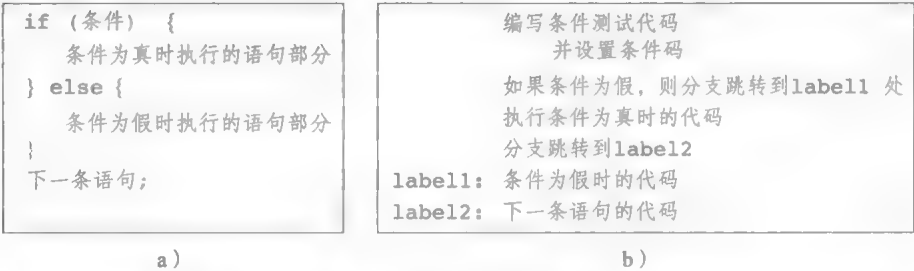 if (条件) {
条件为真时执行的语句部分
} else {
条件为假时执行的语句部分
}
下一条语句;
a)
编写条件测试代码
并设置条件码
如果条件为假, 则分支跳转到label1 处
执行条件为真时的代码
分支跳转到label2
label1: 条件为假时的代码
label2: 下一条语句的代码
b)